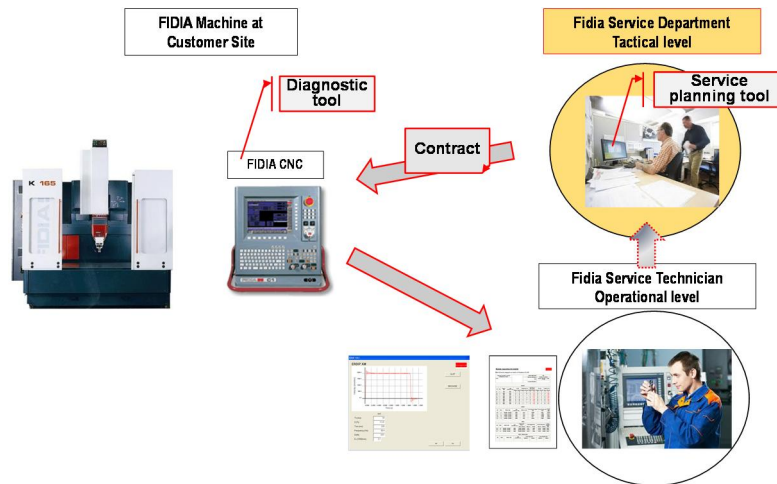 FIDIA Machine at
Customer Site
Fidia Service Department
Tactical level
Diagnostic
tool
Service
planning tool
Contract
FIDIA CNC
K 165
FIDIA
Fidia Service Technician
Operational level